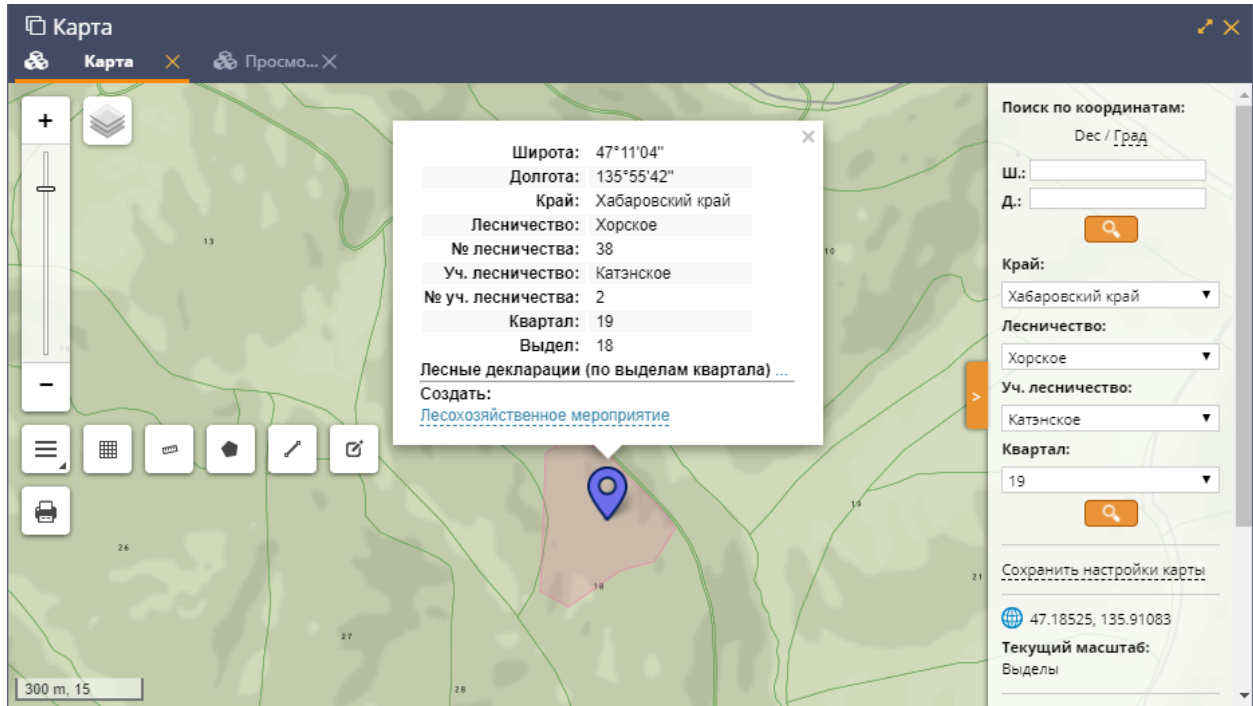 Карта
Карта
Просмо...
+
13
10
16
−
19
26
18
21
27
28
300 m, 15
Широта: 47°11'04"
Долгота: 135°55'42"
Край: Хабаровский край
Лесничество: Хорское
№ лесничества: 38
Уч. лесничество: Катэнское
№ уч. лесничества: 2
Квартал: 19
Выдел: 18
Лесные декларации (по выделам квартала) ...
Создать:
Лесохозяйственное мероприятие
>
Поиск по координатам:
Dec / Град
Ш.:
Д.:
Край:
Хабаровский край
Лесничество:
Хорское
Уч. лесничество:
Катэнское
Квартал:
19
Сохранить настройки карты
47.18525, 135.91083
Текущий масштаб:
Выделы